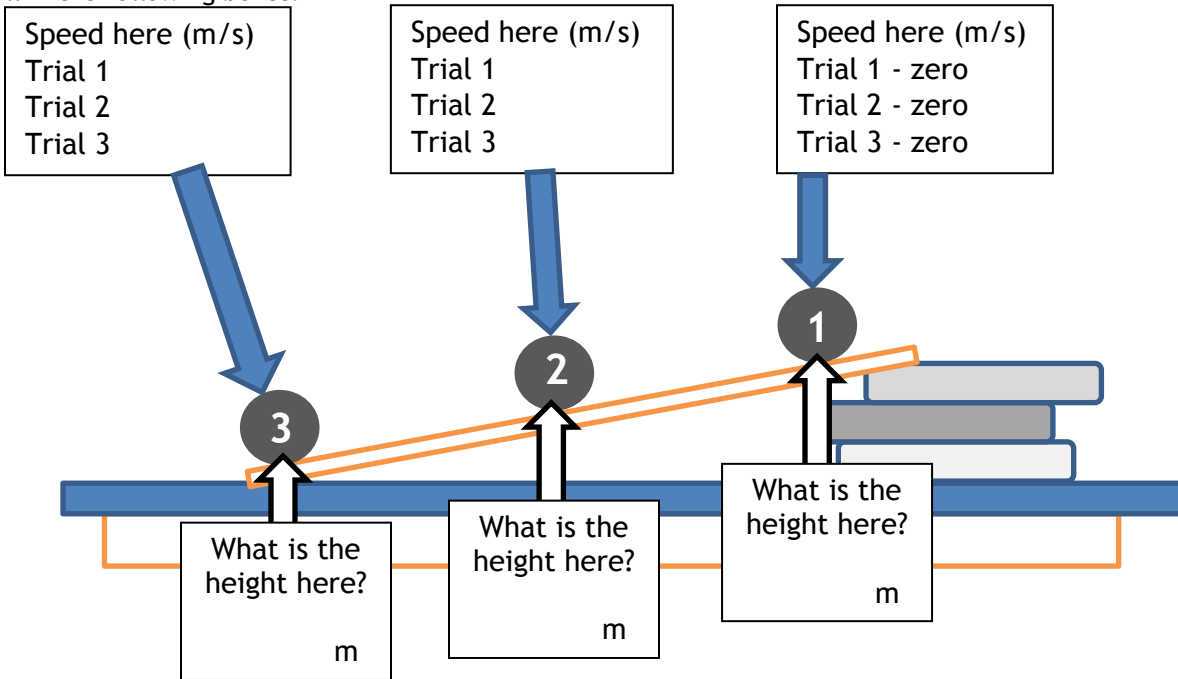 Speed here (m/s)
Trial 1
Trial 2
Trial 3
Speed here (m/s)
Trial 1
Trial 2
Trial 3
Speed here (m/s)
Trial 1 - zero
Trial 2 - zero
Trial 3 - zero
1
2
3
What is the
height here?
m
What is the
height here?
m
What is the
height here?
m